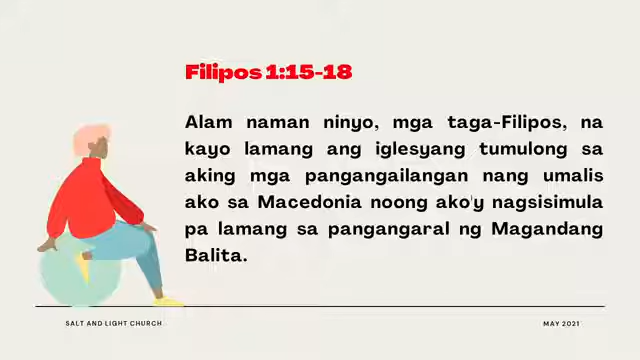 Filipos 1:15-18
Alam naman ninyo, mga taga-Filipos, na
kayo lamang ang iglesyang tumulong sa
aking mga pangangailangan nang umalis
ako sa Macedonia noong ako'y nagsisimula
pa lamang sa pangangaral ng Magandang
Balita.
SALT AND LIGHT CHURCH
MAY 2021